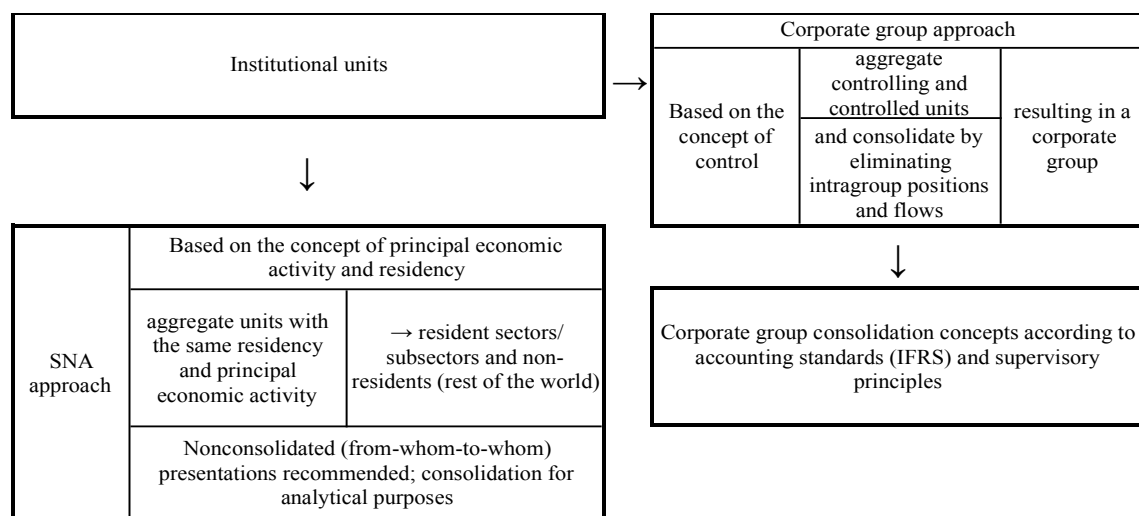 Institutional units
→
Corporate group approach
Based on the
concept of
control
aggregate
controlling and
controlled units
and consolidate by
eliminating
intragroup positions
and flows
resulting in a
corporate
group
↓
↓
SNA
approach
Based on the concept of principal economic
activity and residency
aggregate units with
the same residency
and principal
economic activity
→ resident sectors/
subsectors and non-
residents (rest of the world)
Nonconsolidated (from-whom-to-whom)
presentations recommended; consolidation for
analytical purposes
Corporate group consolidation concepts according to
accounting standards (IFRS) and supervisory
principles